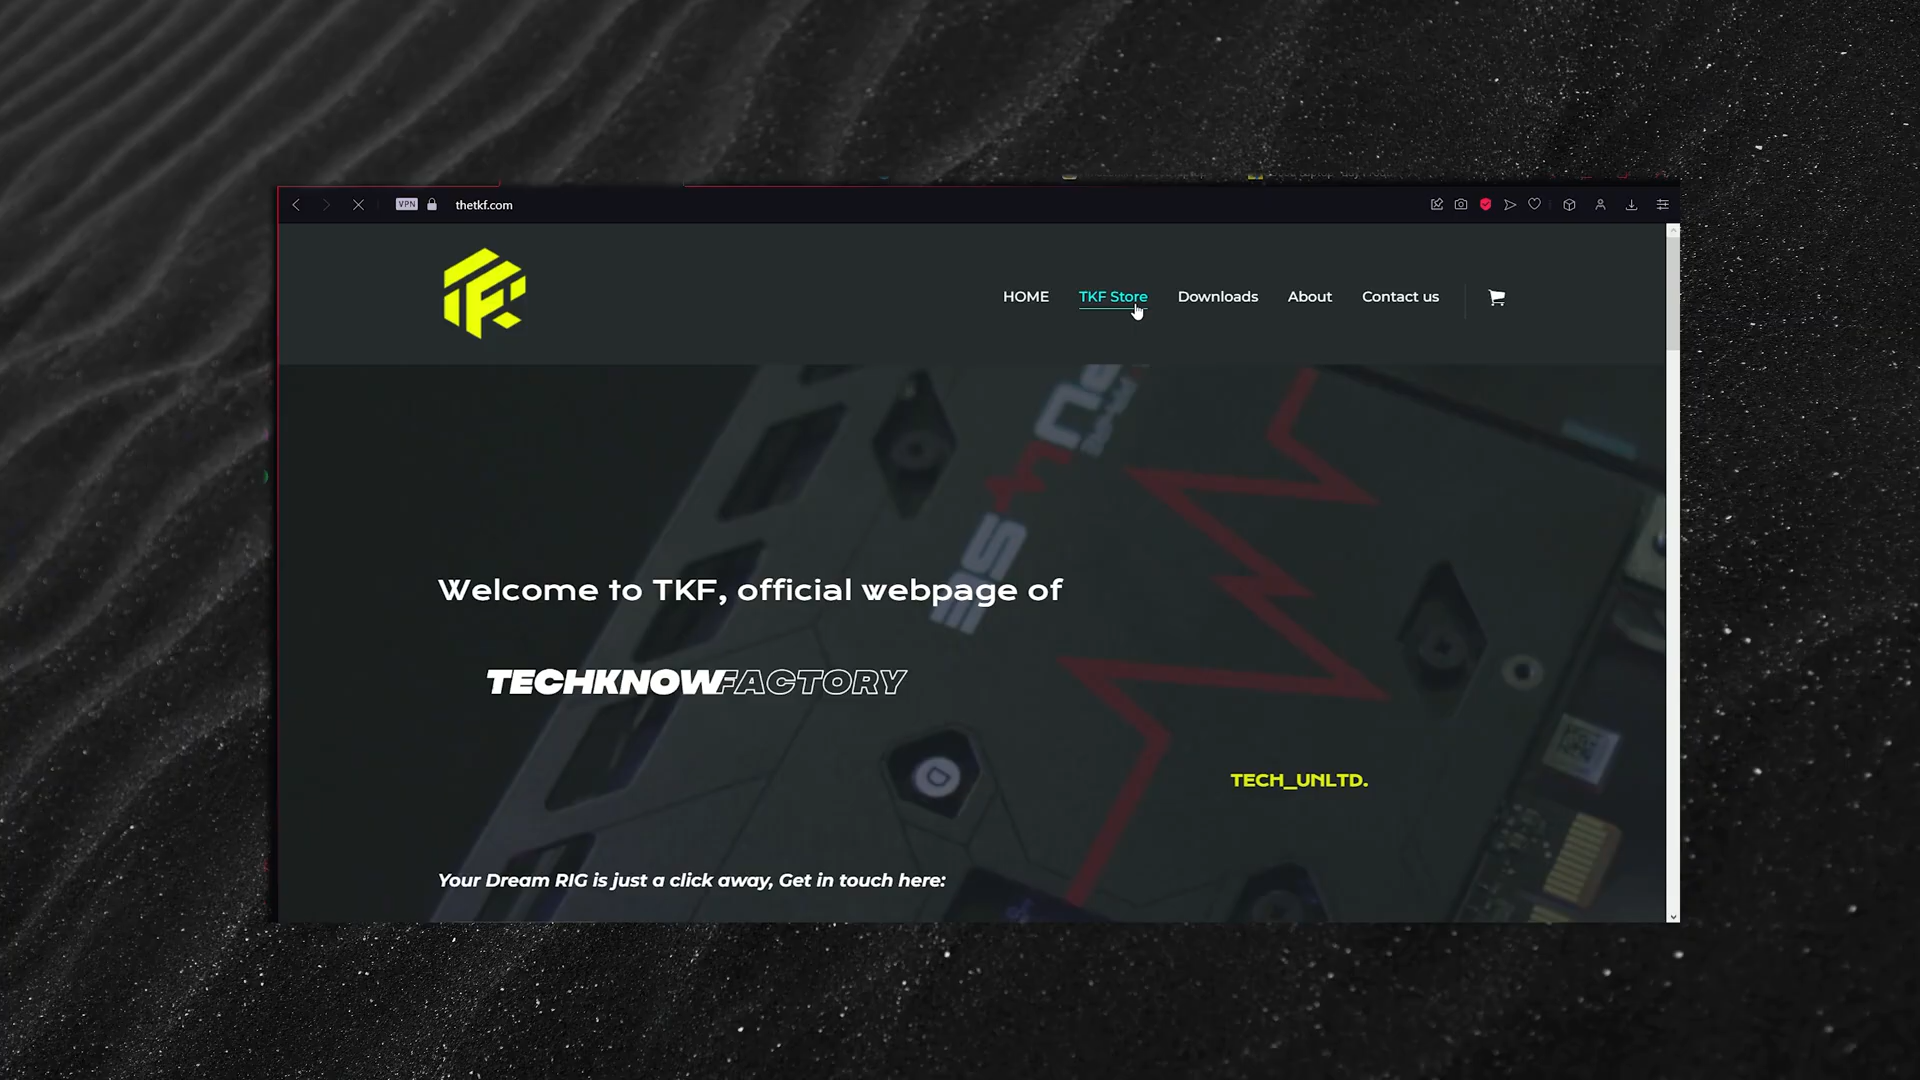 VPN
thetkf.com
HOME
TKF Store
Downloads
About
Contact us
Welcome to TKF, official webpage of
TECHKNOWFACTORY
TECH_UNLTD.
Your Dream RIG is just a click away, Get in touch here: